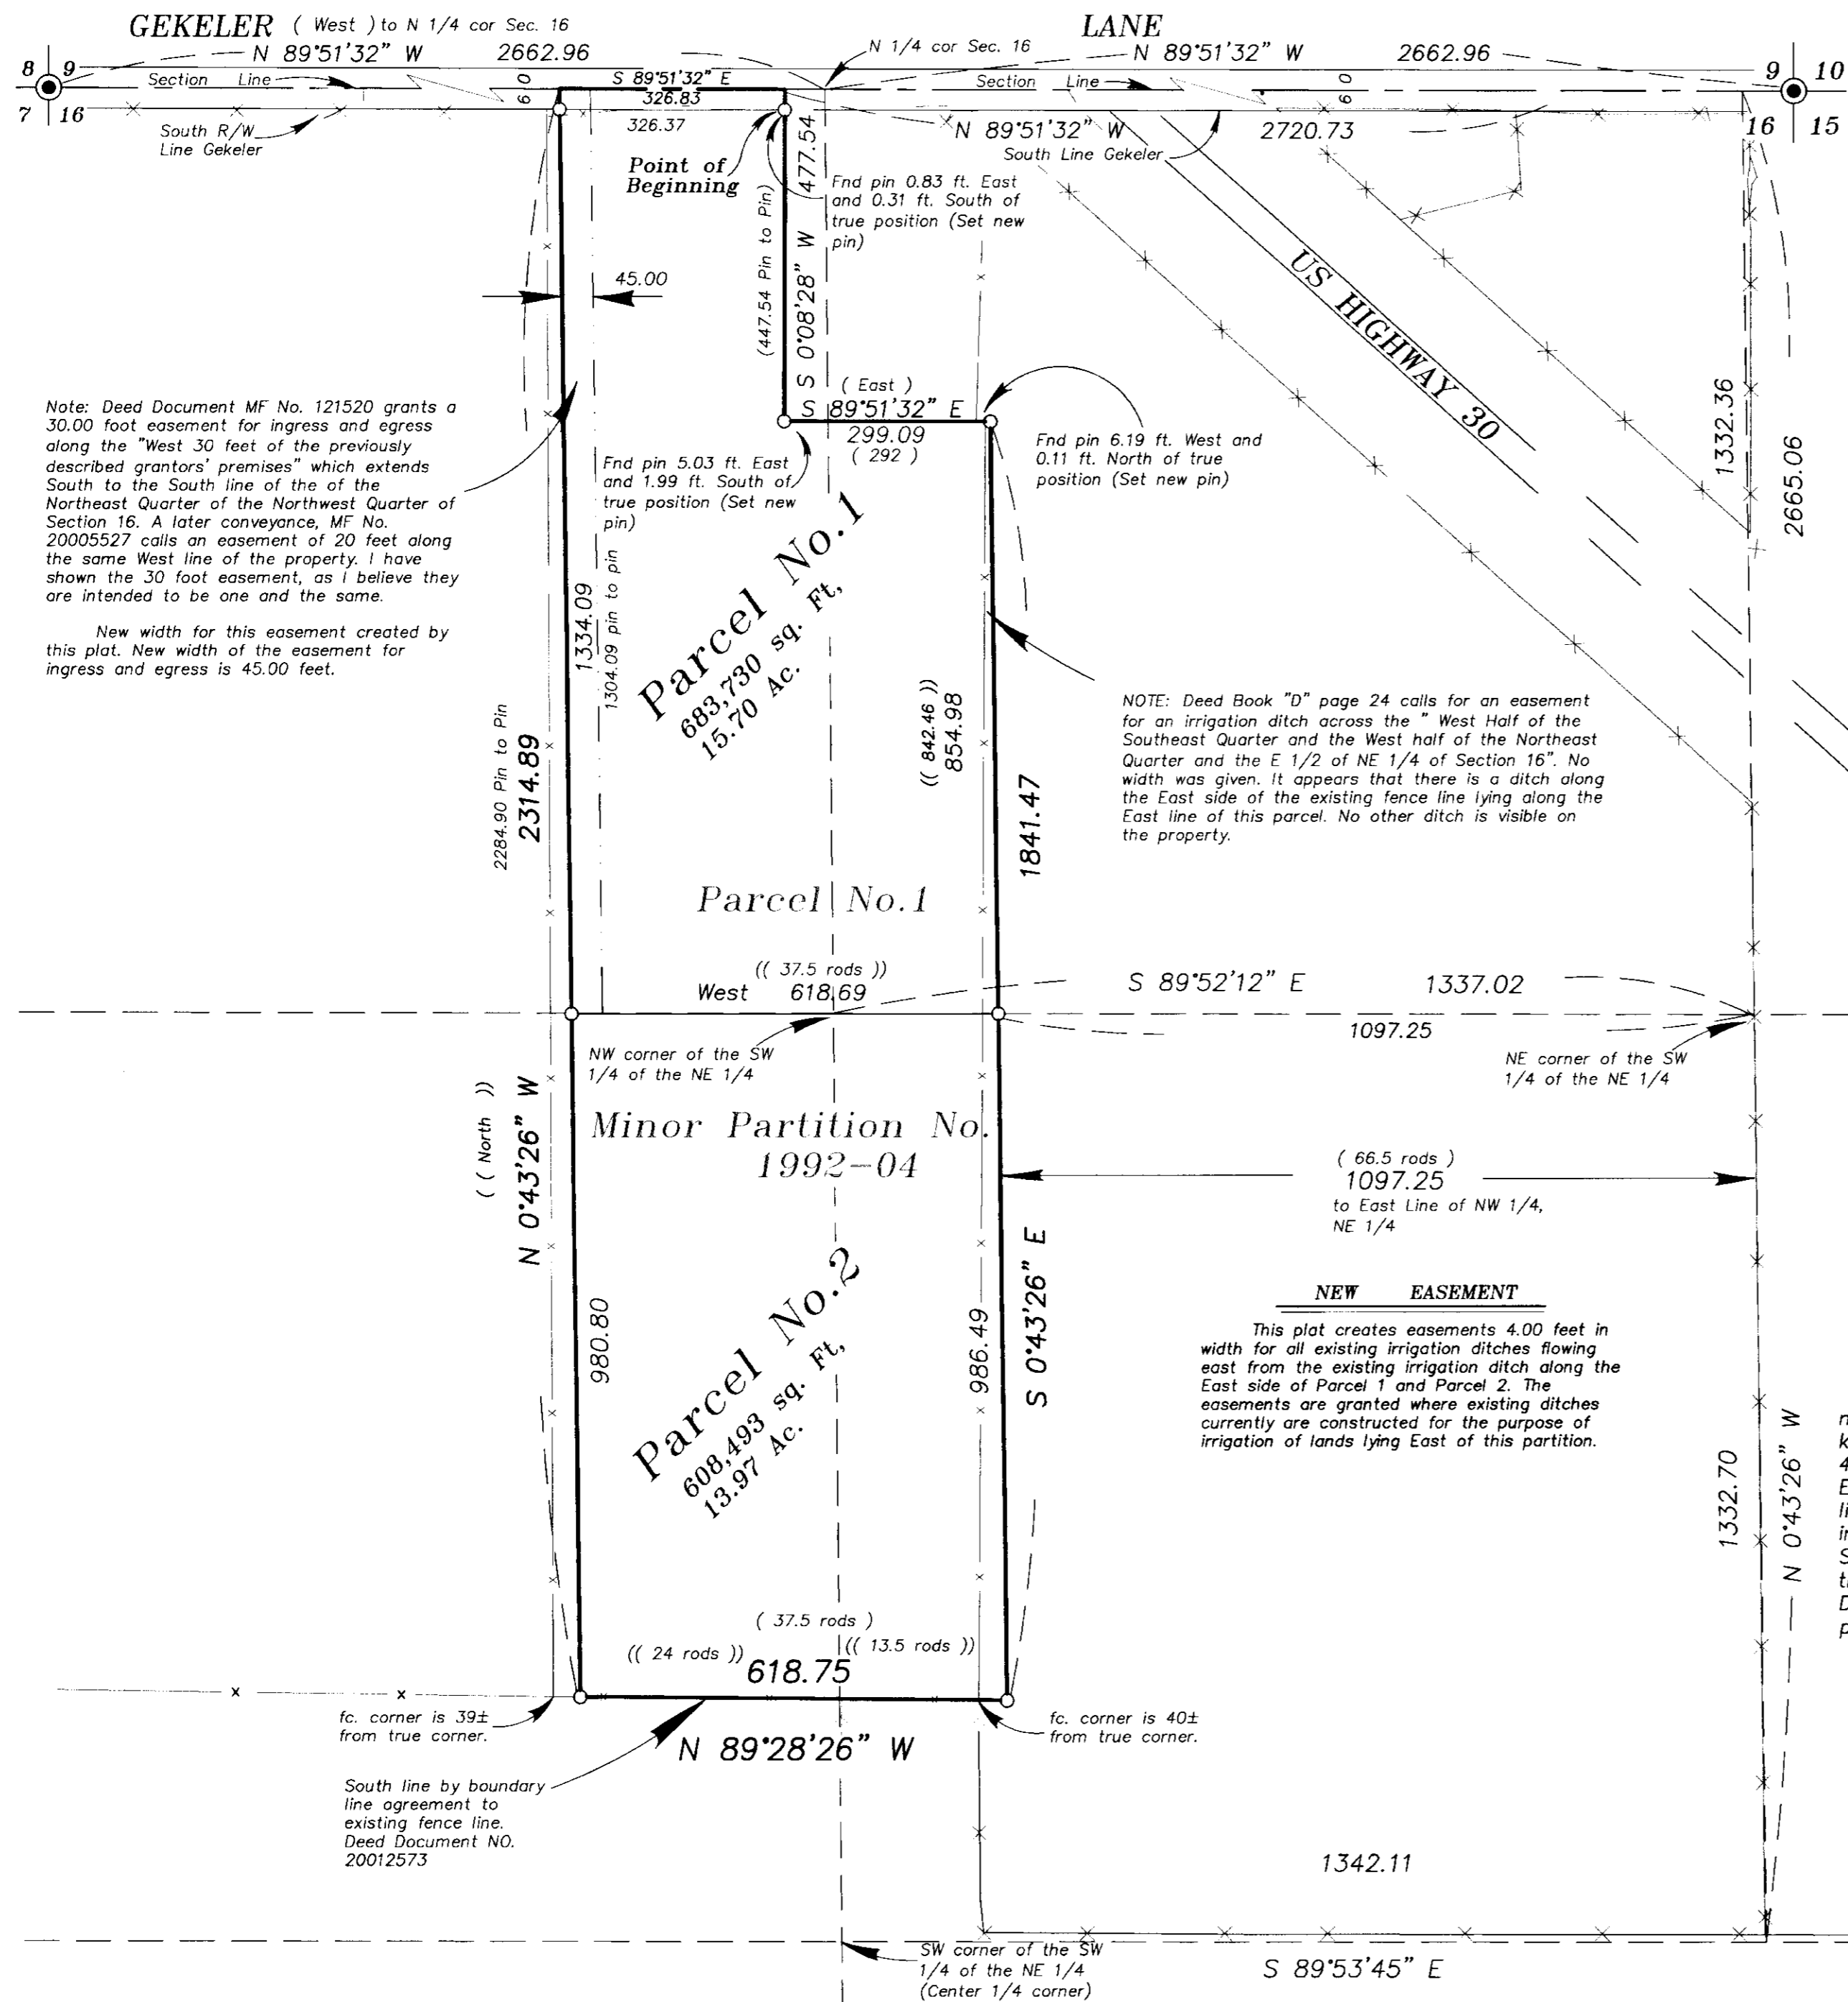 GEKELER ( West ) to N 1/4 cor Sec. 16
LANE
N 89°51'32" W 2662.96
N 1/4 cor Sec. 16
N 89°51'32" W 2662.96
8 9
7 16
9 10
16 15
Section Line
60
S 89°51'32" E
326.83
326.37
Section Line
60
South R/W
Line Gekeler
N 89°51'32" W 2720.73
South Line Gekeler
Point of
Beginning
Fnd pin 0.83 ft. East
and 0.31 ft. South of
true position (Set new
pin)
(447.54 Pin to Pin)
S 0°08'28" W 477.54
45.00
US HIGHWAY 30
1332.36
2665.06
( East )
S 89°51'32" E
299.09
( 292 )
Note: Deed Document MF No. 121520 grants a
30.00 foot easement for ingress and egress
along the "West 30 feet of the previously
described grantors' premises" which extends
South to the South line of the of the
Northeast Quarter of the Northwest Quarter of
Section 16. A later conveyance, MF No.
20005527 calls an easement of 20 feet along
the same West line of the property. I have
shown the 30 foot easement, as I believe they
are intended to be one and the same.
New width for this easement created by
this plat. New width of the easement for
ingress and egress is 45.00 feet.
Fnd pin 5.03 ft. East
and 1.99 ft. South of
true position (Set new
pin)
Fnd pin 6.19 ft. West and
0.11 ft. North of true
position (Set new pin)
1334.09
1304.09 pin to pin
Parcel No.1
683,730 sq. Ft,
15.70 Ac.
2284.90 Pin to Pin
2314.89
(( 842.46 ))
854.98
1841.47
NOTE: Deed Book "D" page 24 calls for an easement
for an irrigation ditch across the " West Half of the
Southeast Quarter and the West half of the Northeast
Quarter and the E 1/2 of NE 1/4 of Section 16". No
width was given. It appears that there is a ditch along
the East side of the existing fence line lying along the
East line of this parcel. No other ditch is visible on
the property.
Parcel No.1
(( 37.5 rods ))
West 618.69
S 89°52'12" E 1337.02
1097.25
NW corner of the SW
1/4 of the NE 1/4
NE corner of the SW
1/4 of the NE 1/4
(( North ))
N 0°43'26" W
Minor Partition No.
1992-04
( 66.5 rods )
1097.25
to East Line of NW 1/4,
NE 1/4
980.80
Parcel No.2
608,493 sq. Ft,
13.97 Ac.
986.49
S 0°43'26" E
NEW EASEMENT
This plat creates easements 4.00 feet in
width for all existing irrigation ditches flowing
east from the existing irrigation ditch along the
East side of Parcel 1 and Parcel 2. The
easements are granted where existing ditches
currently are constructed for the purpose of
irrigation of lands lying East of this partition.
1332.70
N 0°43'26" W
( 37.5 rods )
(( 24 rods )) (( 13.5 rods ))
618.75
fc. corner is 39±
from true corner.
N 89°28'26" W
fc. corner is 40±
from true corner.
South line by boundary
line agreement to
existing fence line.
Deed Document NO.
20012573
1342.11
SW corner of the SW
1/4 of the NE 1/4
(Center 1/4 corner)
S 89°53'45" E